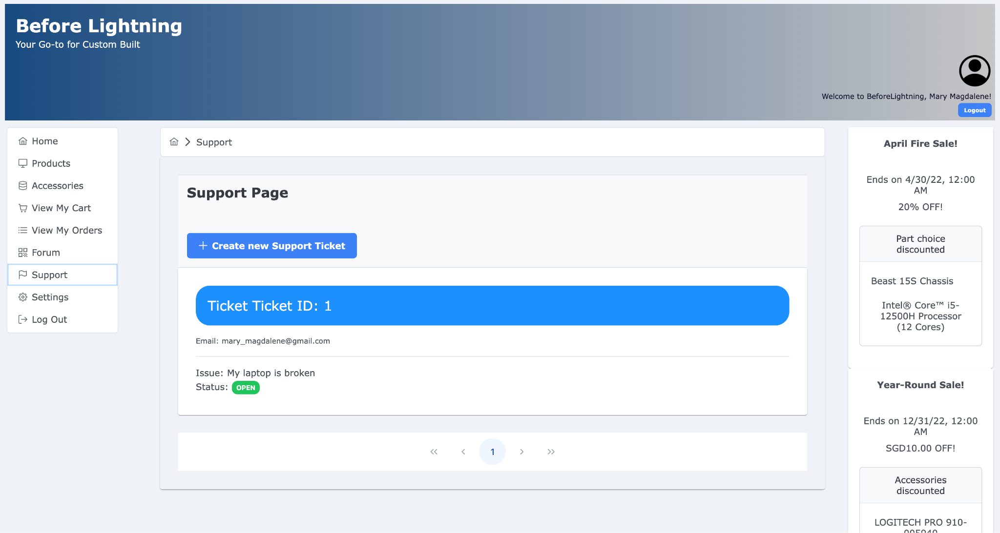 Before Lightning
Your Go-to for Custom Built
Welcome to BeforeLightning, Mary Magdalene!
Logout
Home
Products
Accessories
View My Cart
View My Orders
Forum
Support
Settings
Log Out
Support
Support Page
Create new Support Ticket
Ticket Ticket ID: 1
Email: mary_magdalene@gmail.com
Issue: My laptop is broken
Status: OPEN
1
April Fire Sale!
Ends on 4/30/22, 12:00
AM
20% OFF!
Part choice
discounted
Beast 15S Chassis
Intel® Core™ i5-
12500H Processor
(12 Cores)
Year-Round Sale!
Ends on 12/31/22, 12:00
AM
SGD10.00 OFF!
Accessories
discounted
LOGITECH PRO 910-